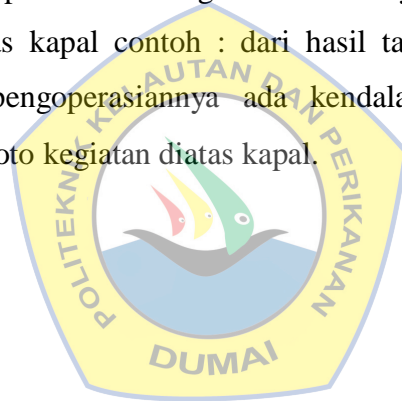 s kapal contoh : dari hasil ta
pengoperasiannya ada kendala
oto kegiatan diatas kapal.
POLITEKNIK KELAUTAN DAN PERIKANAN
DUMAI